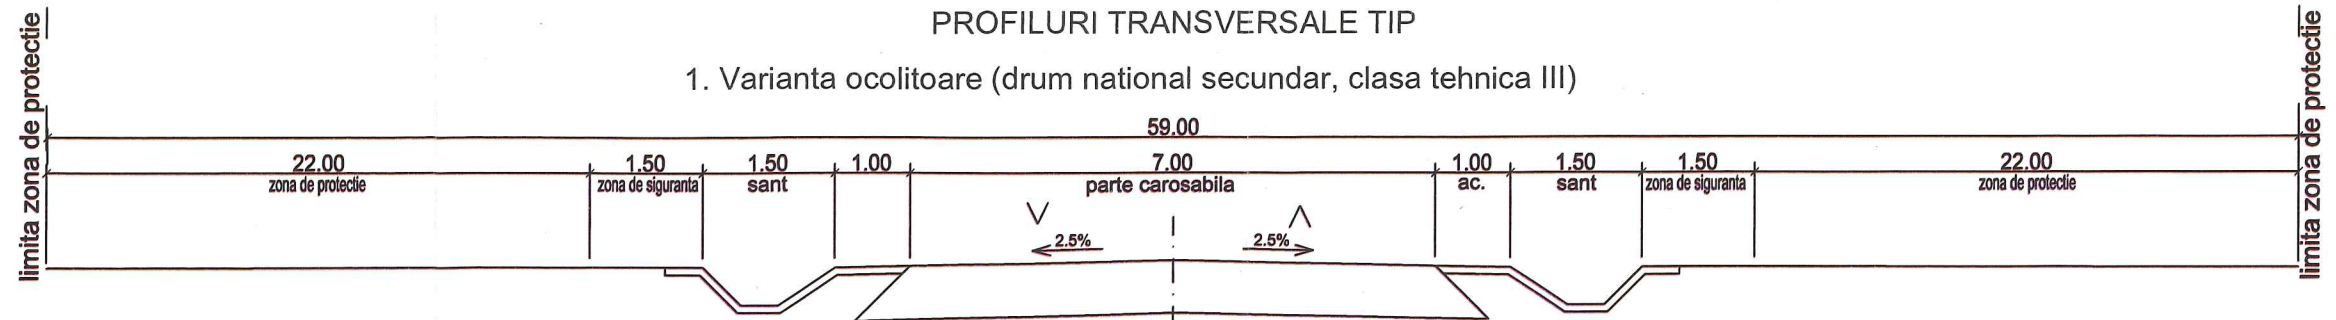 PROFILURI TRANSVERSALE TIP
1. Varianta ocolitoare (drum national secundar, clasa tehnica III)
limita zona de protectie
limita zona de protectie
59.00
22.00 1.50 1.50 1.00 7.00 1.00 1.50 1.50 22.00
zona de protectie zona de siguranta sant parte carosabila ac. sant zona de siguranta zona de protectie
2.5% 2.5%